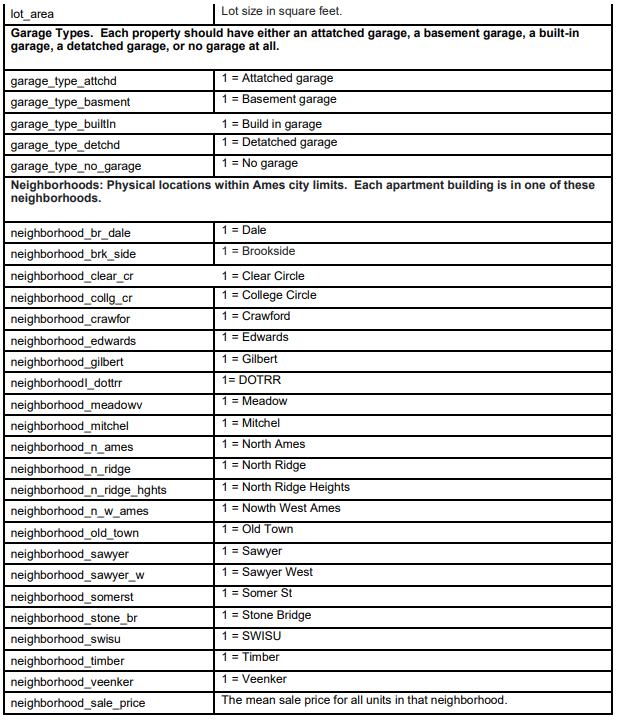 lot_area Lot size in square feet.
Garage Types. Each property should have either an attatched garage, a basement garage, a built-in
garage, a detatched garage, or no garage at all.
garage_type_attchd 1 = Attatched garage
garage_type_basment 1 = Basement garage
garage_type_builtIn 1 = Build in garage
garage_type_detchd 1 = Detatched garage
garage_type_no_garage 1 = No garage
Neighborhoods: Physical locations within Ames city limits. Each apartment building is in one of these
neighborhoods.
neighborhood_br_dale 1 = Dale
neighborhood_brk_side 1 = Brookside
neighborhood_clear_cr 1 = Clear Circle
neighborhood_collg_cr 1 = College Circle
neighborhood_crawfor 1 = Crawford
neighborhood_edwards 1 = Edwards
neighborhood_gilbert 1 = Gilbert
neighborhoodl_dottrr 1= DOTRR
neighborhood_meadowv 1 = Meadow
neighborhood_mitchel 1 = Mitchel
neighborhood_n_ames 1 = North Ames
neighborhood_n_ridge 1 = North Ridge
neighborhood_n_ridge_hghts 1 = North Ridge Heights
neighborhood_n_w_ames 1 = Nowth West Ames
neighborhood_old_town 1 = Old Town
neighborhood_sawyer 1 = Sawyer
neighborhood_sawyer_w 1 = Sawyer West
neighborhood_somerst 1 = Somer St
neighborhood_stone_br 1 = Stone Bridge
neighborhood_swisu 1 = SWISU
neighborhood_timber 1 = Timber
neighborhood_veenker 1 = Veenker
neighborhood_sale_price The mean sale price for all units in that neighborhood.